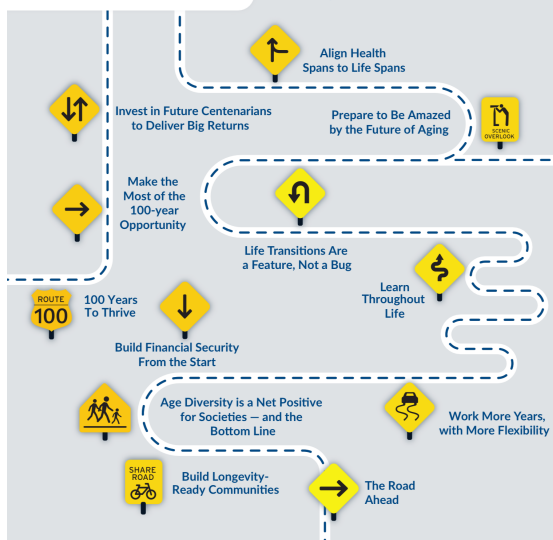 Align Health
Spans to Life Spans
Invest in Future Centenarians
to Deliver Big Returns
Prepare to Be Amazed
by the Future of Aging
SCENIC
OVERLOOK
Make the
Most of the
100-year
Opportunity
Life Transitions Are
a Feature, Not a Bug
Learn
Throughout
Life
ROUTE
100
100 Years
To Thrive
Build Financial Security
From the Start
Age Diversity is a Net Positive
for Societies — and the
Bottom Line
Work More Years,
with More Flexibility
SHARE
ROAD
Build Longevity-
Ready Communities
The Road
Ahead